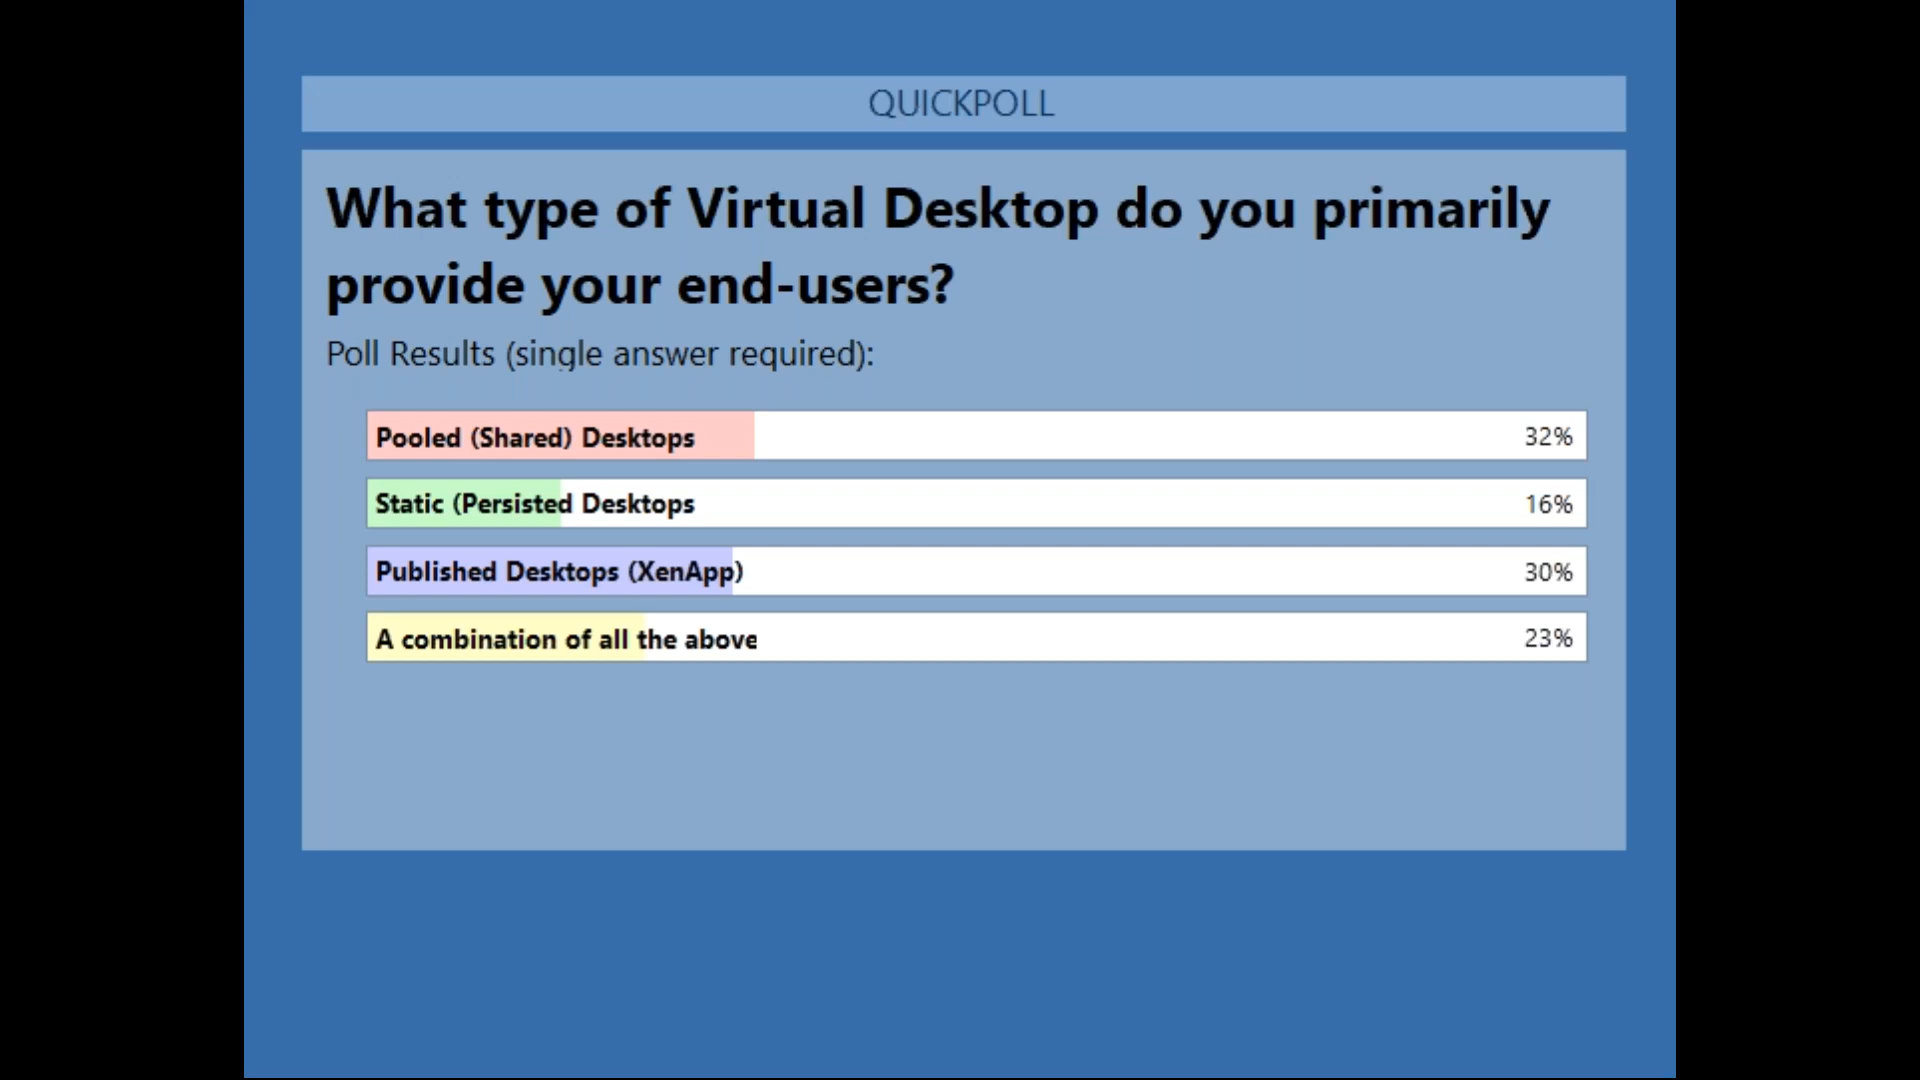 QUICKPOLL
What type of Virtual Desktop do you primarily
provide your end-users?
Poll Results (single answer required):
Pooled (Shared) Desktops 32%
Static (Persisted Desktops 16%
Published Desktops (XenApp) 30%
A combination of all the above 23%